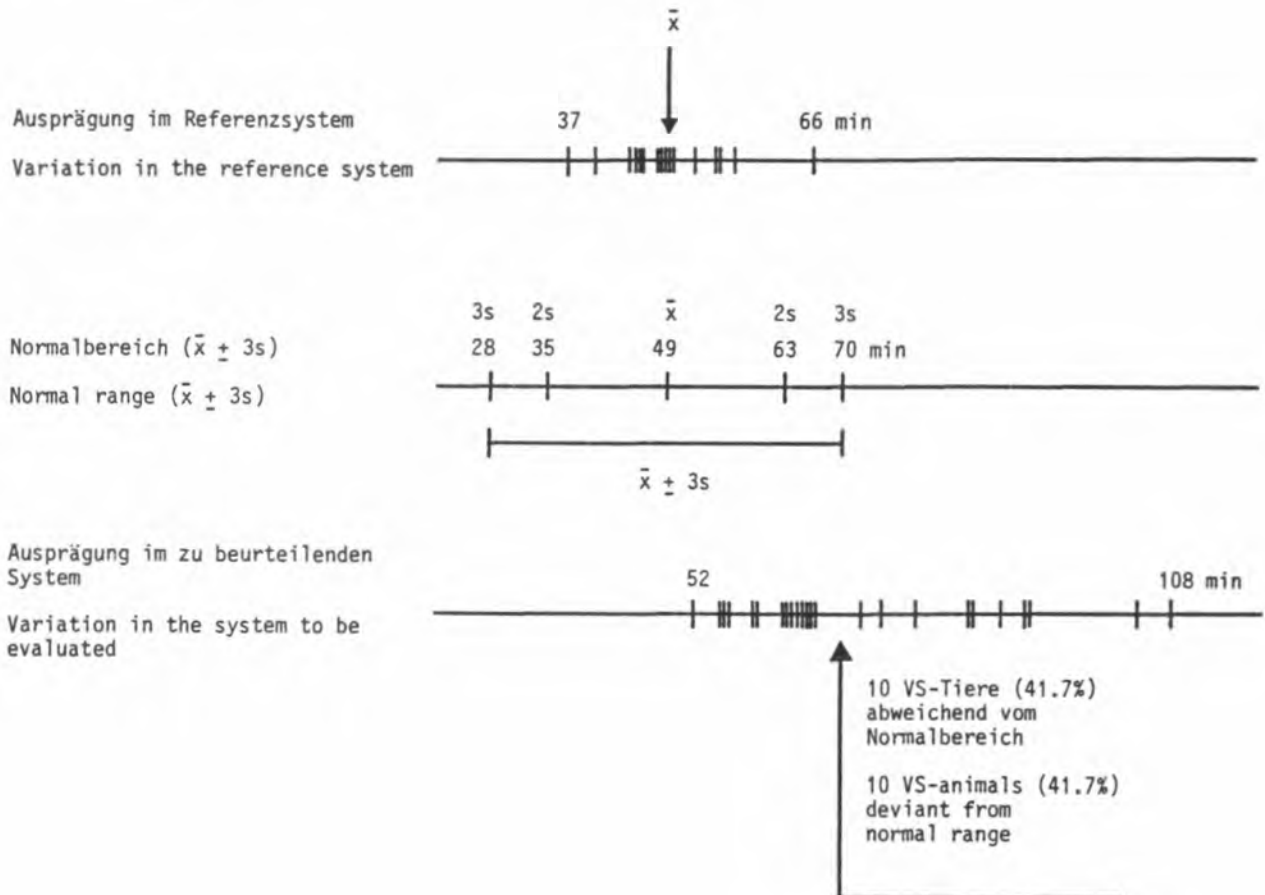 x̄
Ausprägung im Referenzsystem
37 66 min
Variation in the reference system
3s 2s x̄ 2s 3s
Normalbereich (x̄ ± 3s)
28 35 49 63 70 min
Normal range (x̄ ± 3s)
x̄ ± 3s
Ausprägung im zu beurteilenden
System
52 108 min
Variation in the system to be
evaluated
10 VS-Tiere (41.7%)
abweichend vom
Normalbereich
10 VS-animals (41.7%)
deviant from
normal range